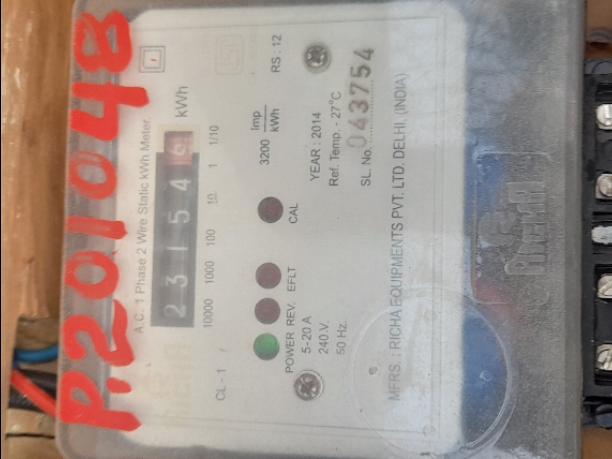 P.201048
A.C. 1 Phase 2 Wire Static kWh Meter.
2 3 1 5 4 6 kWh
10000 1000 100 10 1 1/10
CL - 1
3200 Imp
kWh
RS : 12
POWER REV. EFLT CAL
5-20 A
240 V.
50 Hz.
YEAR : 2014
Ref. Temp. - 27°C
SL. No. 043754
MFRS. : RICHA EQUIPMENTS PVT. LTD. DELHI, (INDIA)